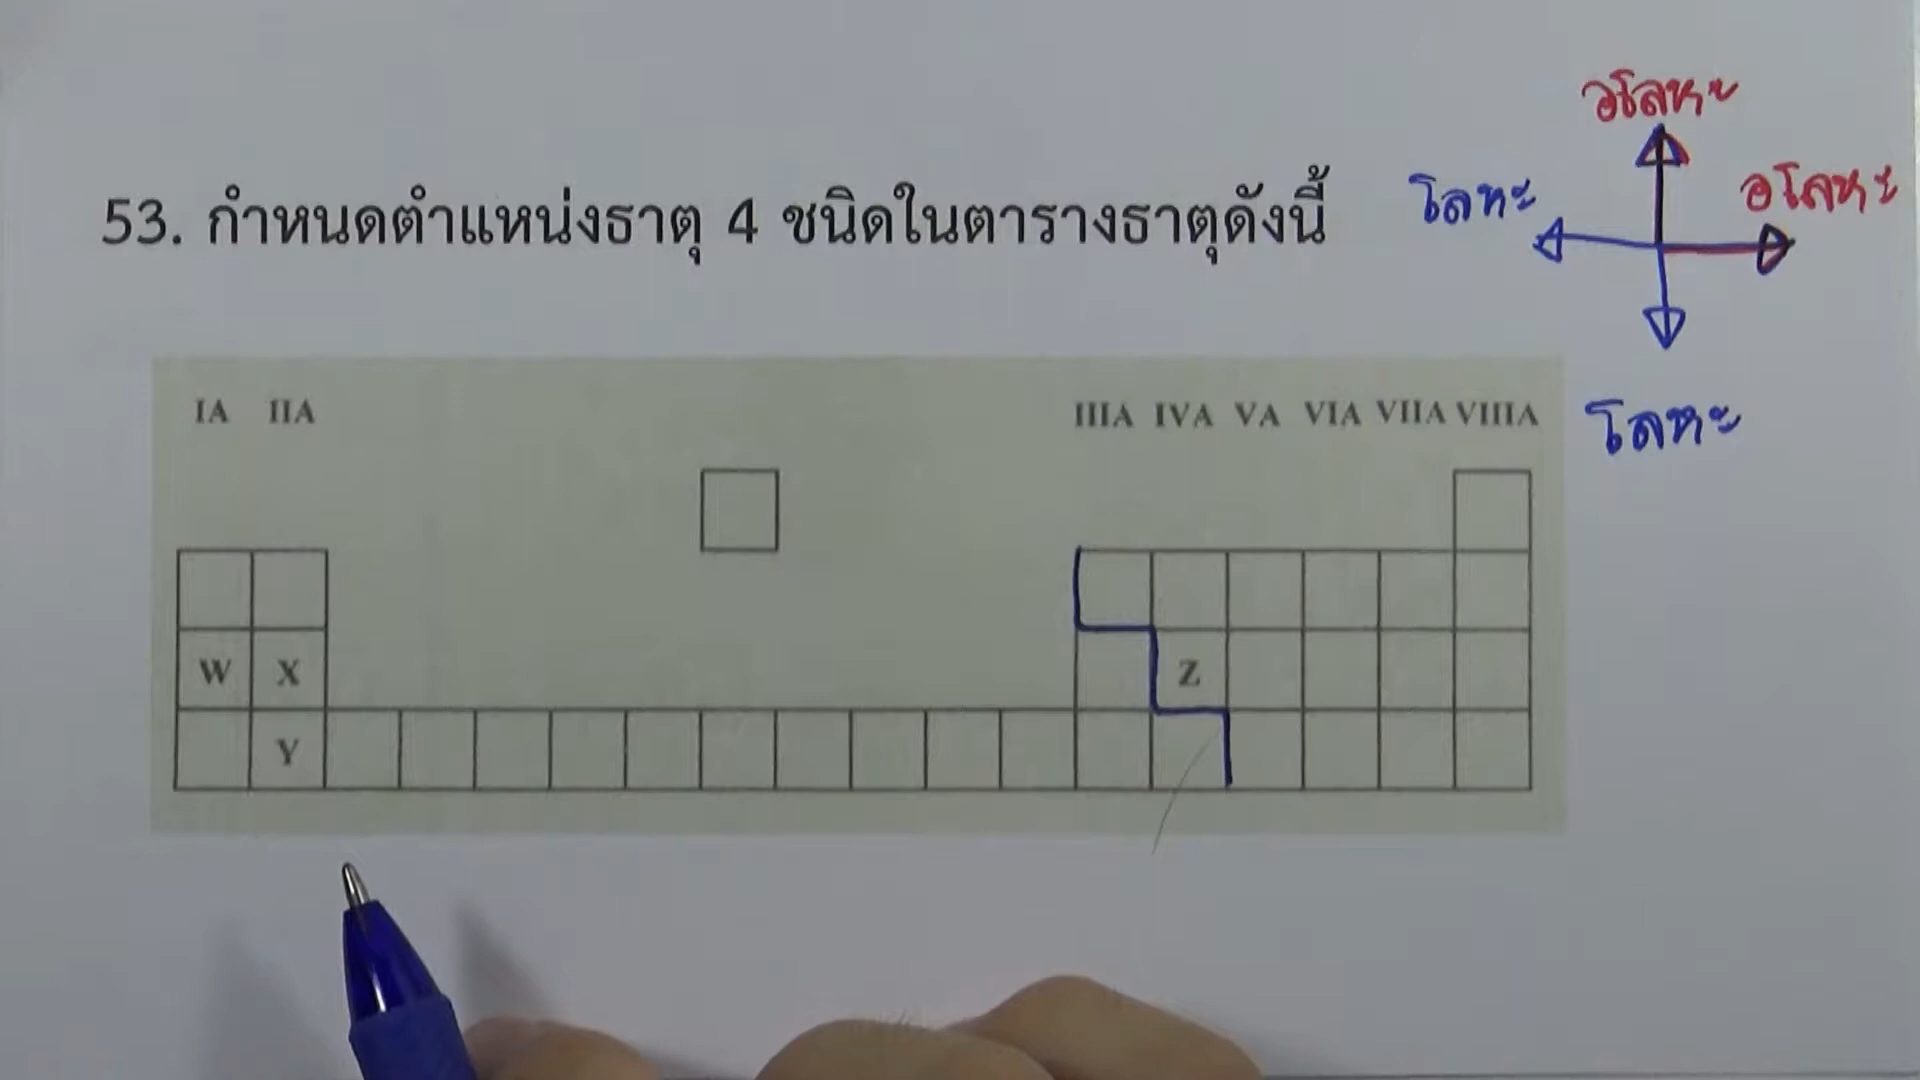 อโลหะ
โลหะ อโลหะ
53. กำหนดตำแหน่งธาตุ 4 ชนิดในตารางธาตุดังนี้
โลหะ
IA IIA IIIA IVA VA VIA VIIA VIIIA
W X Z
Y